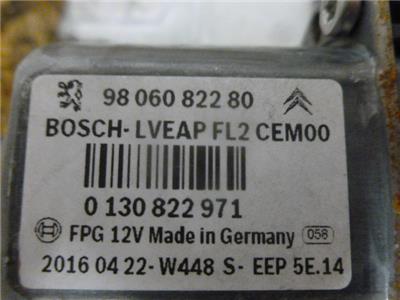 98 060 822 80
BOSCH- LVEAP FL2 CEM00
0 130 822 971
FPG 12V Made in Germany 058
2016 04 22- W448 S- EEP 5E.14